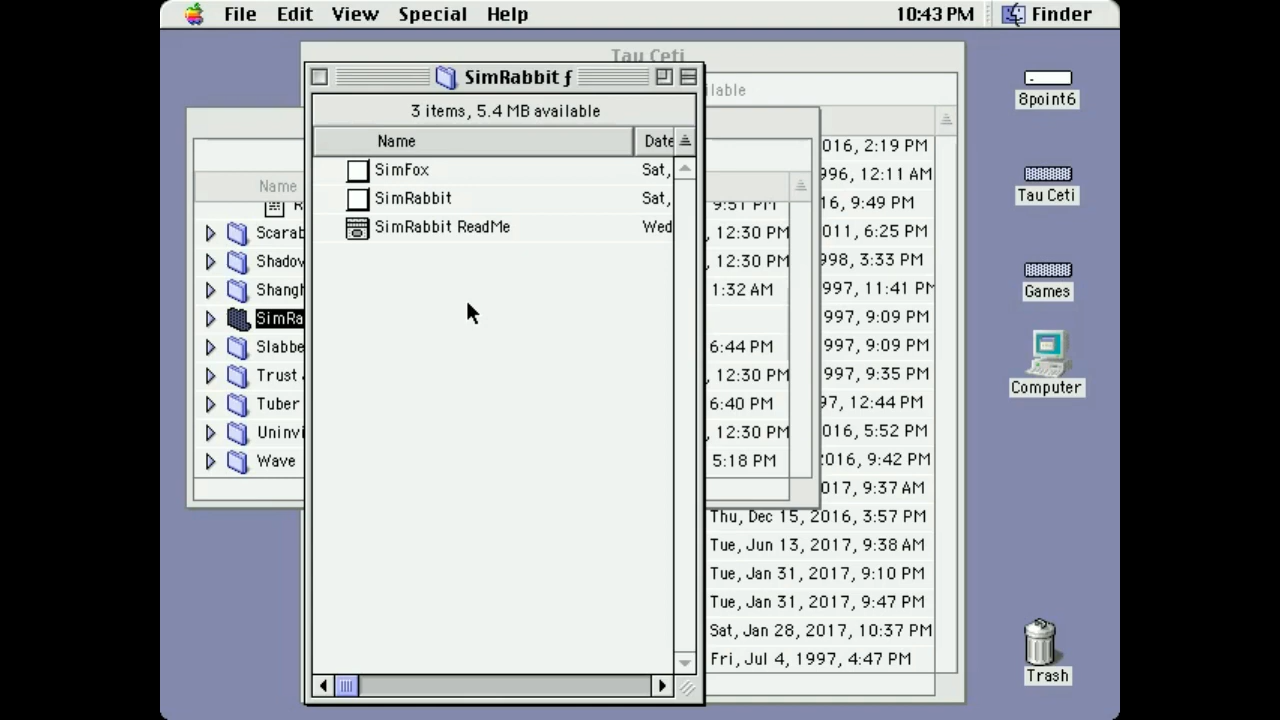 File Edit View Special Help 10:43 PM Finder
Tau Ceti
SimRabbit ƒ
3 items, 5.4 MB available
Name Date
SimFox Sat,
SimRabbit Sat,
SimRabbit ReadMe Wed
ilable
Name
R
Scarab
Shadov
Shangh
SimRa
Slabbe
Trust
Tuber
Uninvi
Wave
9:51 PM
, 12:30 PM
, 12:30 PM
1:32 AM
6:44 PM
, 12:30 PM
6:40 PM
, 12:30 PM
5:18 PM
016, 2:19 PM
996, 12:11 AM
16, 9:49 PM
011, 6:25 PM
998, 3:33 PM
997, 11:41 PM
997, 9:09 PM
997, 9:09 PM
997, 9:35 PM
97, 12:44 PM
016, 5:52 PM
2016, 9:42 PM
017, 9:37 AM
Thu, Dec 15, 2016, 3:57 PM
Tue, Jun 13, 2017, 9:38 AM
Tue, Jan 31, 2017, 9:10 PM
Tue, Jan 31, 2017, 9:47 PM
Sat, Jan 28, 2017, 10:37 PM
Fri, Jul 4, 1997, 4:47 PM
8point6
Tau Ceti
Games
Computer
Trash